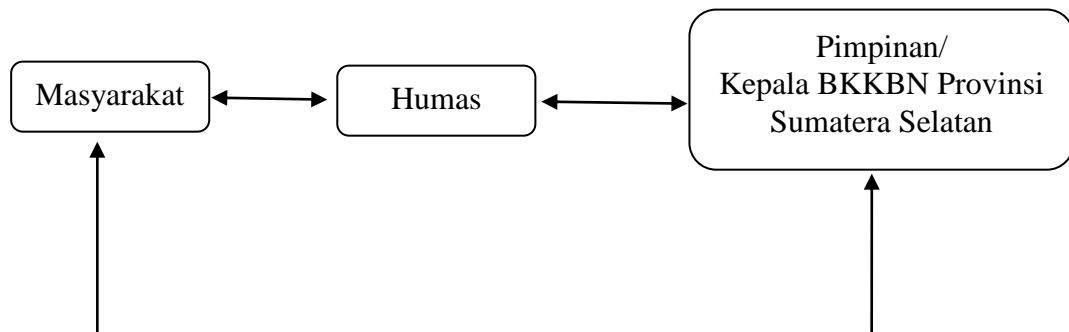 Masyarakat
Humas
Pimpinan/
Kepala BKKBN Provinsi
Sumatera Selatan